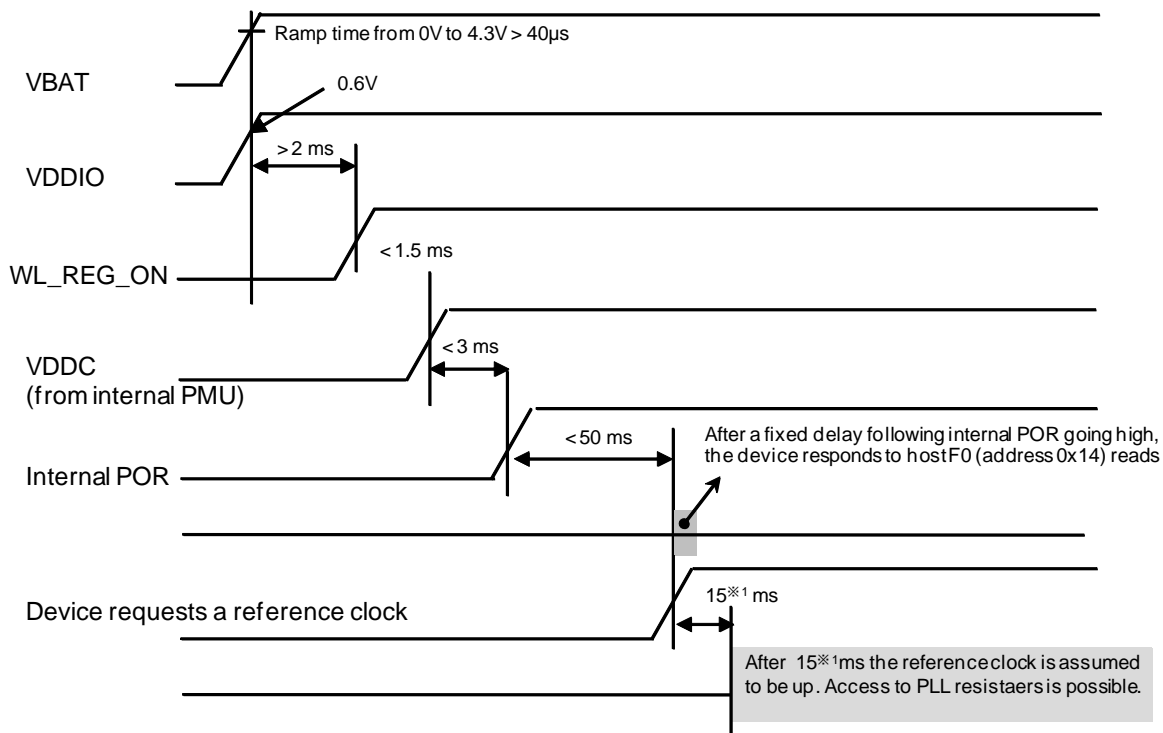 Ramp time from 0V to 4.3V > 40µs
VBAT
0.6V
> 2 ms
VDDIO
< 1.5 ms
WL_REG_ON
< 3 ms
VDDC
(from internal PMU)
< 50 ms
After a fixed delay following internal POR going high,
the device responds to host F0 (address 0x14) reads
Internal POR
15※1 ms
Device requests a reference clock
After 15※1ms the reference clock is assumed
to be up. Access to PLL resistaers is possible.